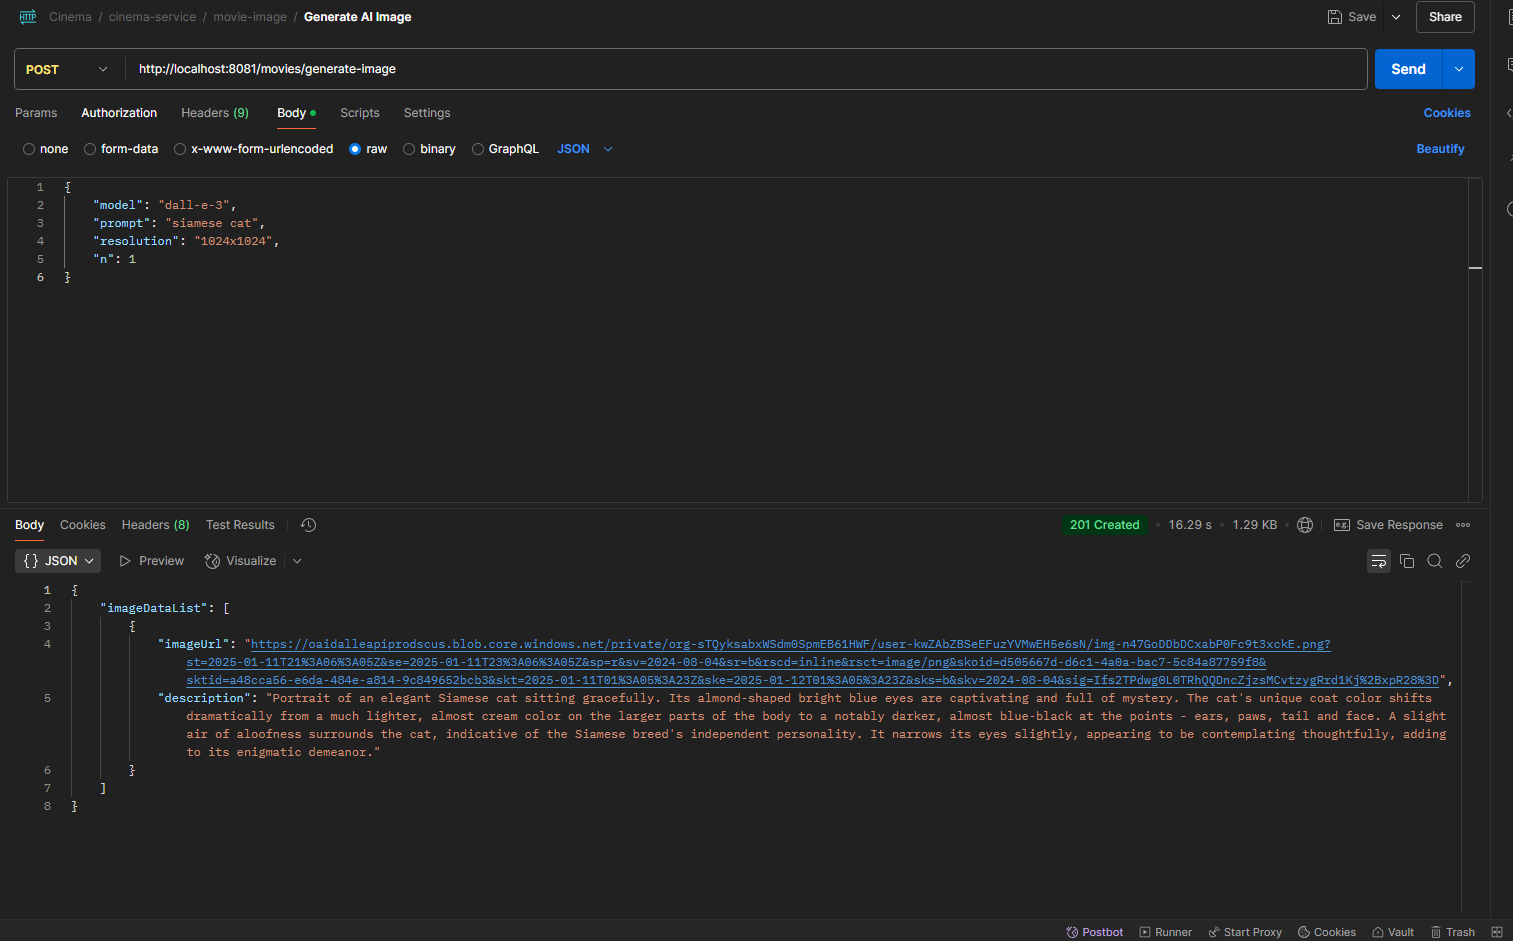 HTTP Cinema / cinema-service / movie-image / Generate AI Image Save Share
POST http://localhost:8081/movies/generate-image Send
Params Authorization Headers (9) Body Scripts Settings Cookies
none form-data x-www-form-urlencoded raw binary GraphQL JSON Beautify
1 {
2 "model": "dall-e-3",
3 "prompt": "siamese cat",
4 "resolution": "1024x1024",
5 "n": 1
6 }
Body Cookies Headers (8) Test Results 201 Created • 16.29 s • 1.29 KB • e.g. Save Response
{} JSON Preview Visualize
1 {
2 "imageDataList": [
3 {
4 "imageUrl": "https://oaidalleapiprodscus.blob.core.windows.net/private/org-sTQyksabxWSdm0SpmEB61HWF/user-kwZAbZBSeEFuzYVMwEH5e6sN/img-n47GoDDbDCxabP0Fc9t3xckE.png?
st=2025-01-11T21%3A06%3A05Z&se=2025-01-11T23%3A06%3A05Z&sp=r&sv=2024-08-04&sr=b&rscd=inline&rsct=image/png&skoid=d505667d-d6c1-4a0a-bac7-5c84a87759f8&
sktid=a48cca56-e6da-484e-a814-9c849652bcb3&skt=2025-01-11T01%3A05%3A23Z&ske=2025-01-12T01%3A05%3A23Z&sks=b&skv=2024-08-04&sig=Ifs2TPdwg0L0TRhQQDncZjzsMCvtzygRrd1Kj%2BxpR28%3D",
5 "description": "Portrait of an elegant Siamese cat sitting gracefully. Its almond-shaped bright blue eyes are captivating and full of mystery. The cat's unique coat color shifts
dramatically from a much lighter, almost cream color on the larger parts of the body to a notably darker, almost blue-black at the points - ears, paws, tail and face. A slight
air of aloofness surrounds the cat, indicative of the Siamese breed's independent personality. It narrows its eyes slightly, appearing to be contemplating thoughtfully, adding
to its enigmatic demeanor."
6 }
7 ]
8 }
Postbot Runner Start Proxy Cookies Vault Trash